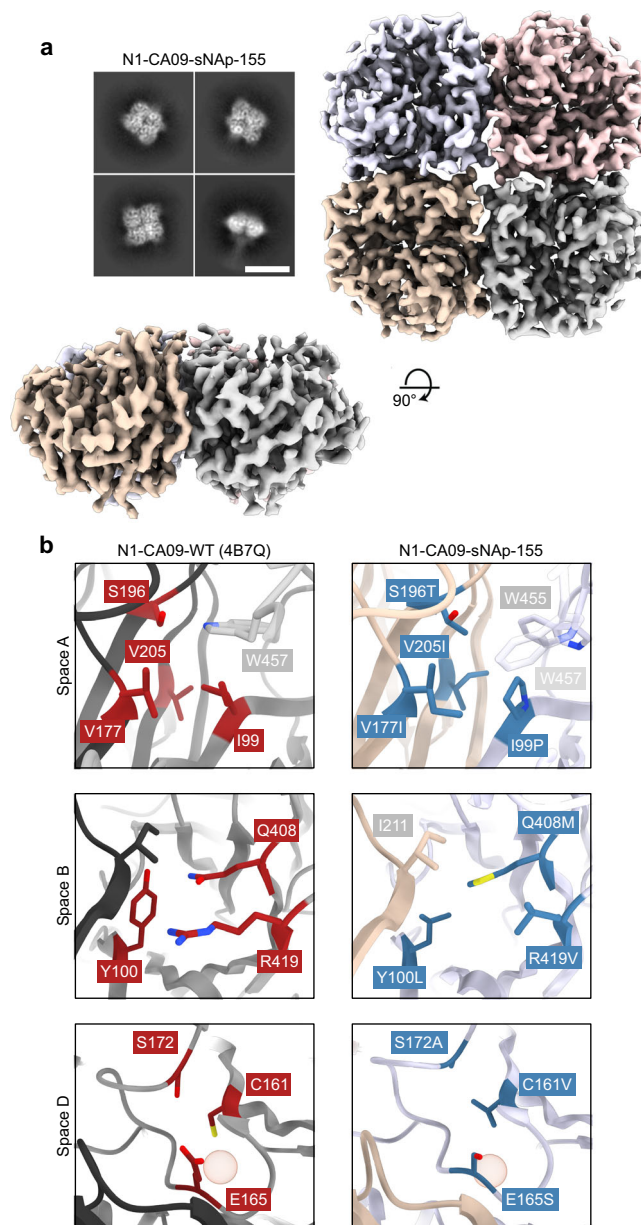 a
N1-CA09-sNAp-155
90°
b
N1-CA09-WT (4B7Q)
N1-CA09-sNAp-155
Space A
S196
V205
W457
V177
I99
S196T
W455
V205I
W457
V177I
I99P
Space B
Q408
Y100
R419
I211
Q408M
Y100L
R419V
Space D
S172
C161
E165
S172A
C161V
E165S